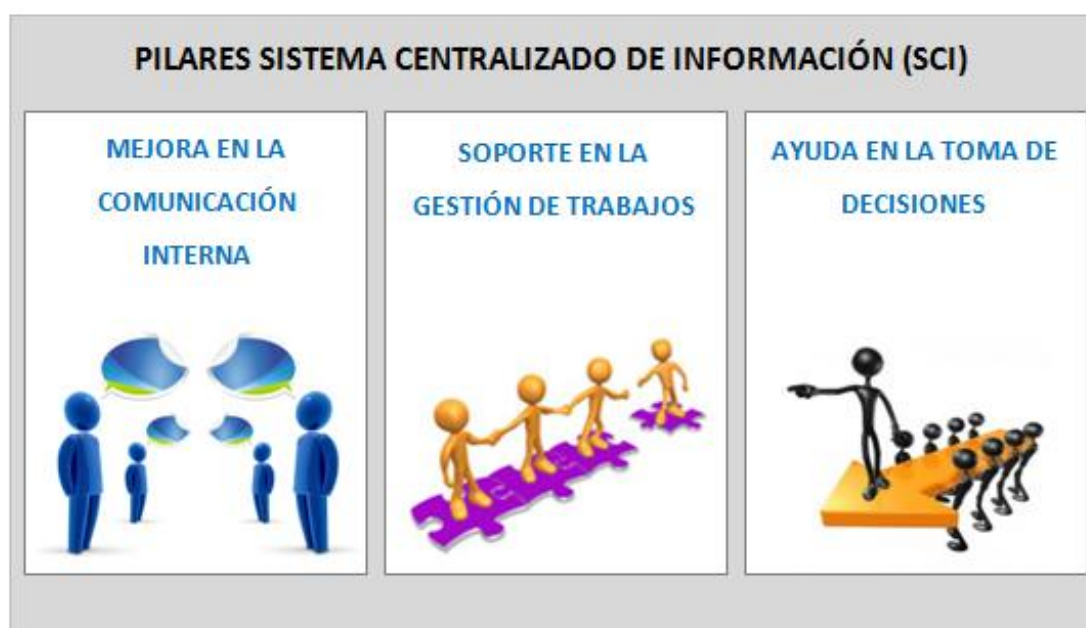 PILARES SISTEMA CENTRALIZADO DE INFORMACIÓN (SCI)
MEJORA EN LA
COMUNICACIÓN
INTERNA
SOPORTE EN LA
GESTIÓN DE TRABAJOS
AYUDA EN LA TOMA DE
DECISIONES